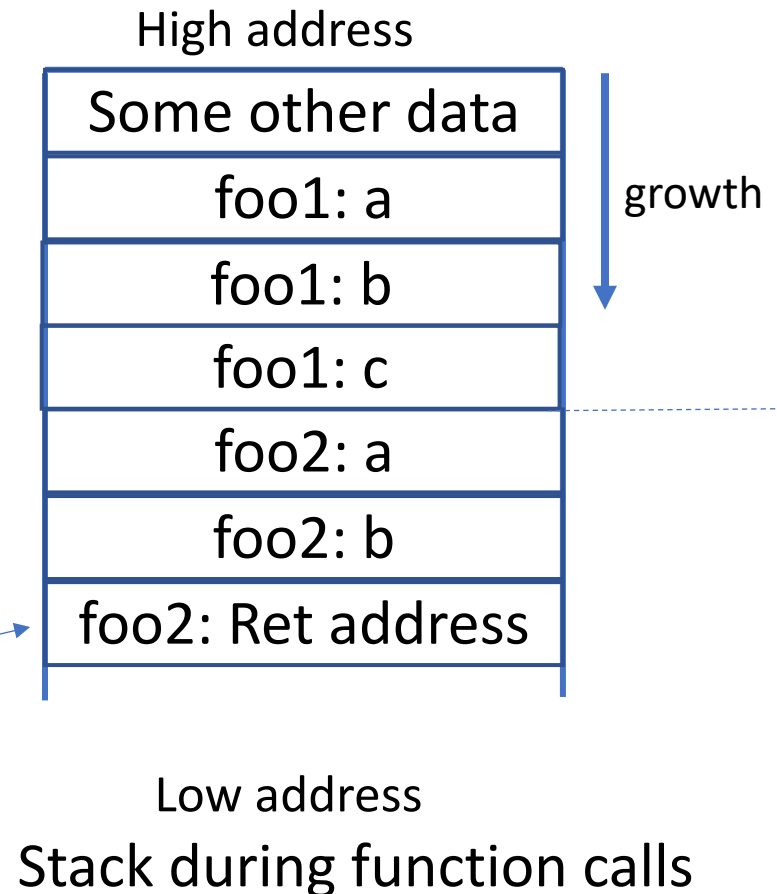 High address
Some other data
foo1: a
growth
foo1: b
foo1: c
foo2: a
foo2: b
foo2: Ret address
Low address
Stack during function calls